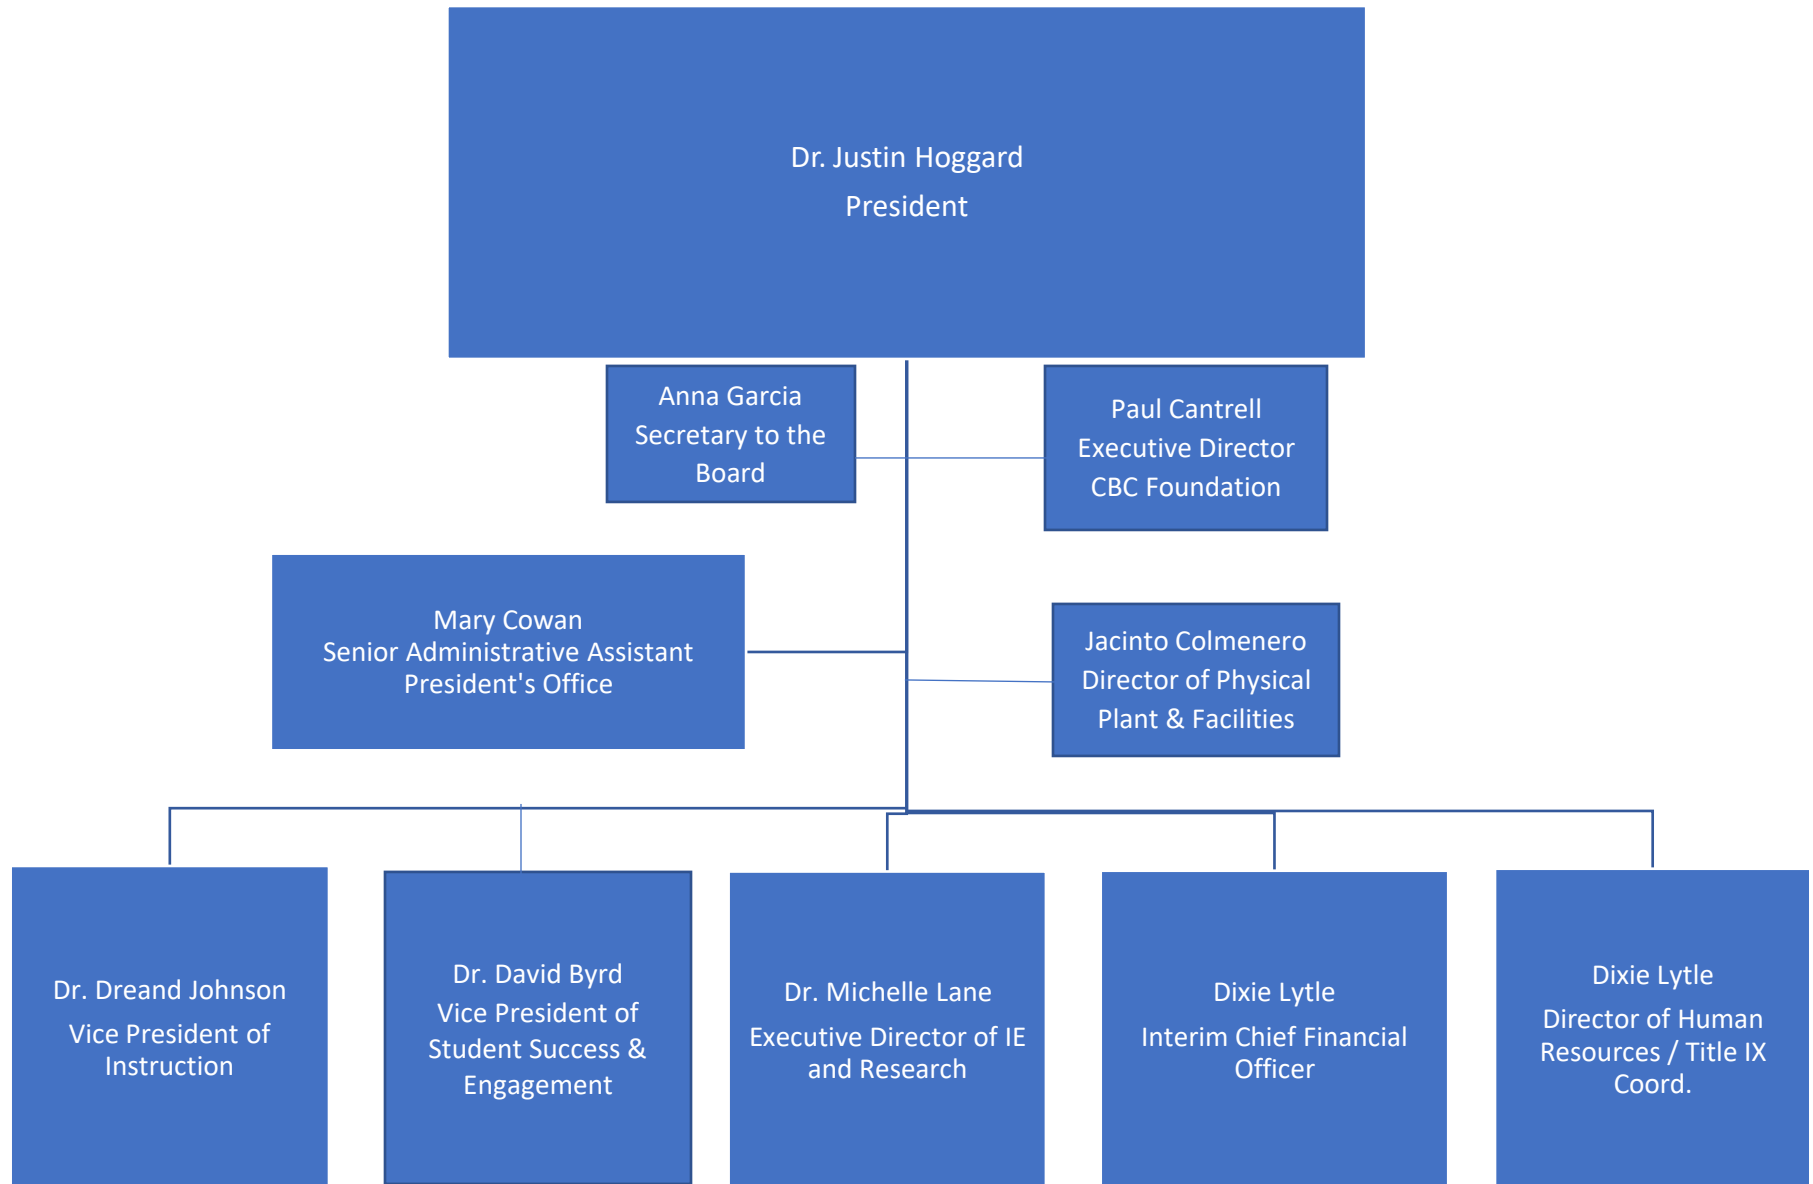 Dr. Justin Hoggard
President
Anna Garcia
Secretary to the
Board
Paul Cantrell
Executive Director
CBC Foundation
Mary Cowan
Senior Administrative Assistant
President's Office
Jacinto Colmenero
Director of Physical
Plant & Facilities
Dr. Dreand Johnson
Vice President of
Instruction
Dr. David Byrd
Vice President of
Student Success &
Engagement
Dr. Michelle Lane
Executive Director of IE
and Research
Dixie Lytle
Interim Chief Financial
Officer
Dixie Lytle
Director of Human
Resources / Title IX
Coord.